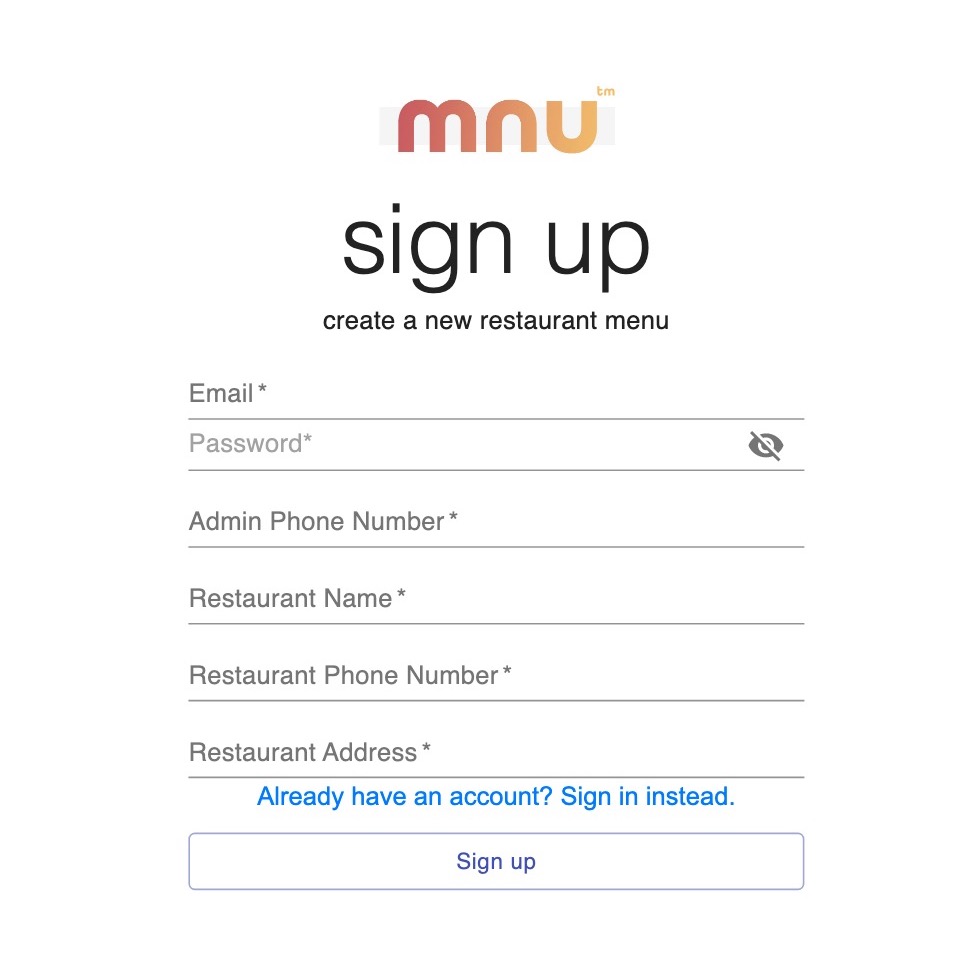 mnu tm
sign up
create a new restaurant menu
Email *
Password*
Admin Phone Number *
Restaurant Name *
Restaurant Phone Number *
Restaurant Address *
Already have an account? Sign in instead.
Sign up